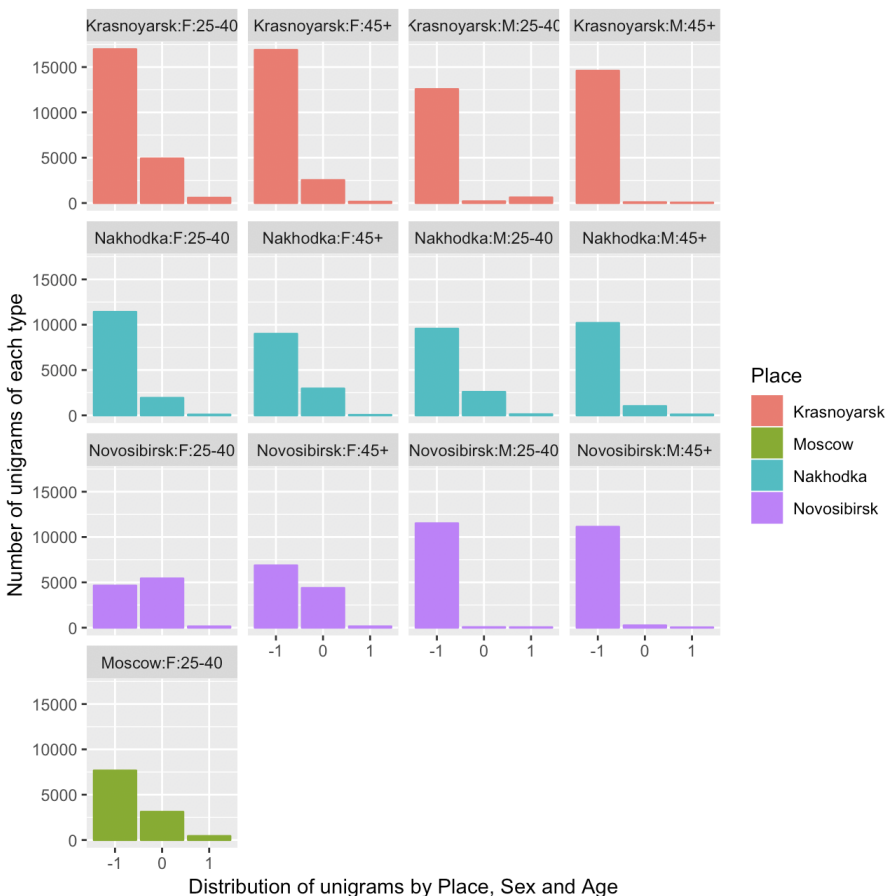 Krasnoyarsk:F:25-40 Krasnoyarsk:F:45+ Krasnoyarsk:M:25-40 Krasnoyarsk:M:45+
15000
10000
5000
0
Nakhodka:F:25-40 Nakhodka:F:45+ Nakhodka:M:25-40 Nakhodka:M:45+
15000
10000
5000
0
Novosibirsk:F:25-40 Novosibirsk:F:45+ Novosibirsk:M:25-40 Novosibirsk:M:45+
15000
10000
5000
0
-1 0 1 -1 0 1 -1 0 1
Moscow:F:25-40
15000
10000
5000
0
-1 0 1
Number of unigrams of each type
Distribution of unigrams by Place, Sex and Age
Place
Krasnoyarsk
Moscow
Nakhodka
Novosibirsk